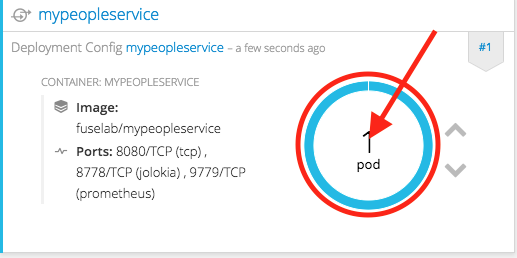 mypeopleservice
Deployment Config mypeopleservice – a few seconds ago
#1
CONTAINER: MYPEOPLESERVICE
Image:
fuselab/mypeopleservice
Ports: 8080/TCP (tcp) ,
8778/TCP (jolokia) , 9779/TCP
(prometheus)
1
pod